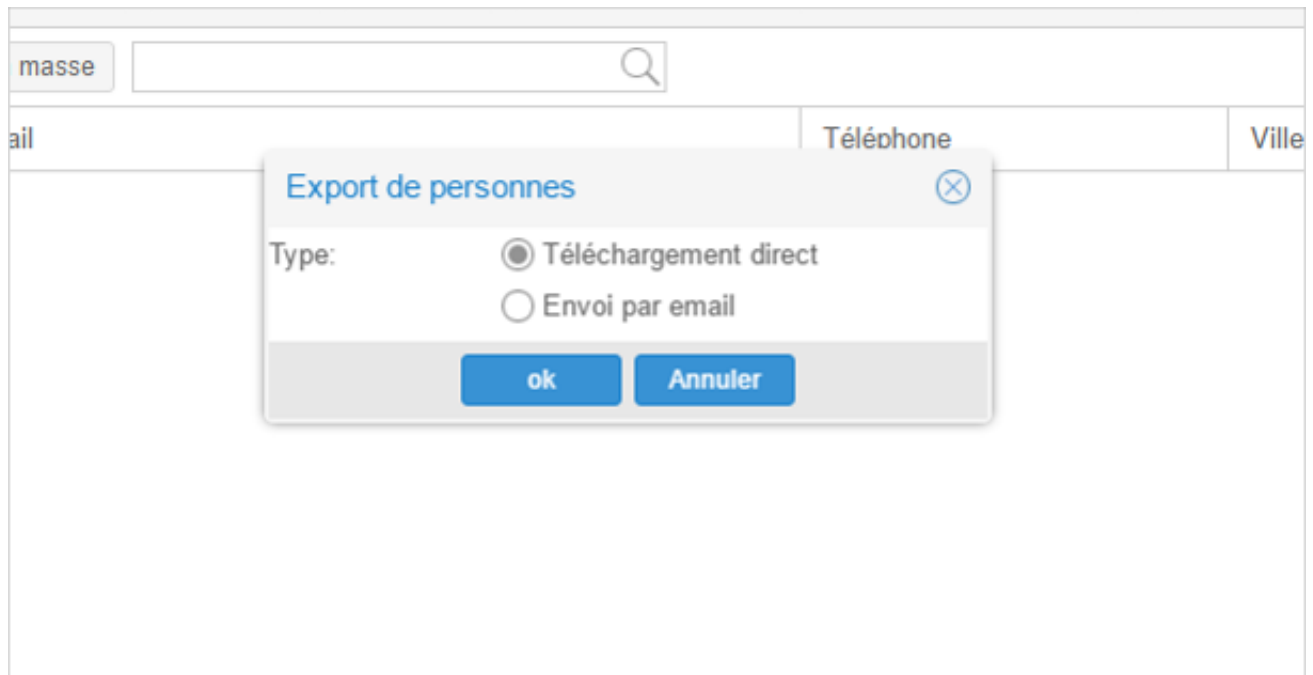 masse
ail Téléphone Ville
Export de personnes
Type: Téléchargement direct
Envoi par email
ok Annuler